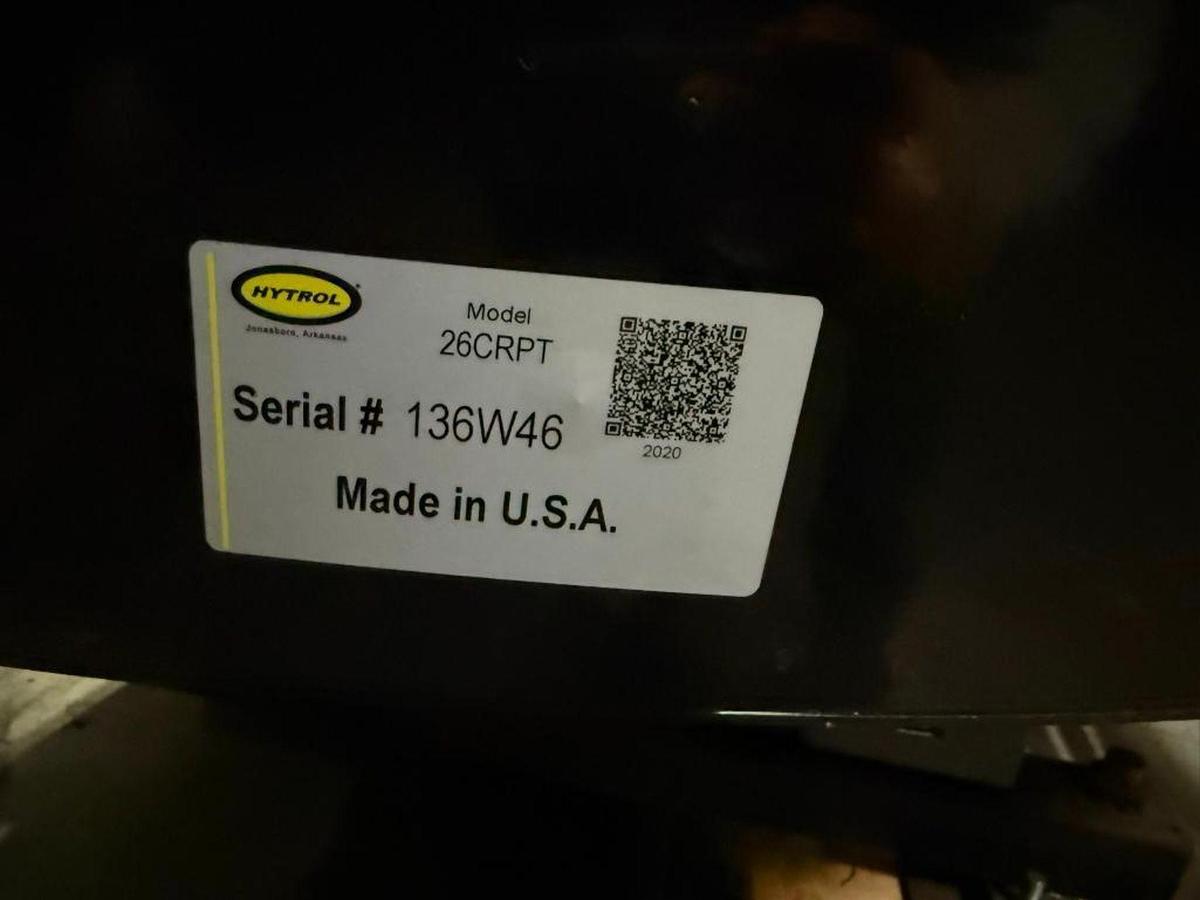 HYTROL
Jonesboro, Arkansas
Model
26CRPT
Serial # 136W46
2020
Made in U.S.A.